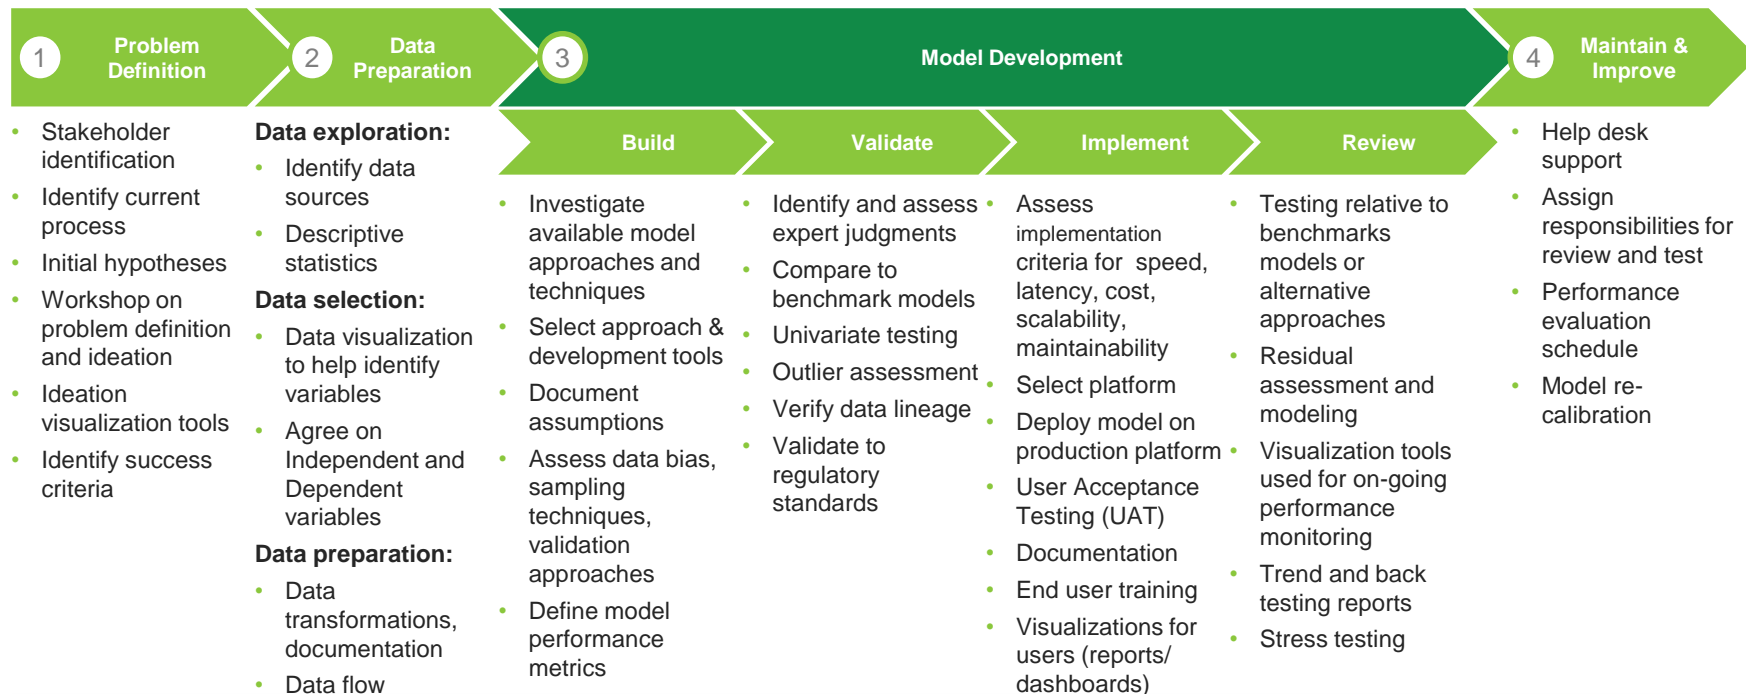 1
Problem
Definition
2
Data
Preparation
3
Model Development
4
Maintain &
Improve
• Stakeholder
identification
• Identify current
process
• Initial hypotheses
• Workshop on
problem definition
and ideation
• Ideation
visualization tools
• Identify success
criteria
Data exploration:
• Identify data
sources
• Descriptive
statistics
Data selection:
• Data visualization
to help identify
variables
• Agree on
Independent and
Dependent
variables
Data preparation:
• Data
transformations,
documentation
• Data flow
Build
• Investigate
available model
approaches and
techniques
• Select approach &
development tools
• Document
assumptions
• Assess data bias,
sampling
techniques,
validation
approaches
• Define model
performance
metrics
Validate
• Identify and assess
expert judgments
• Compare to
benchmark models
• Univariate testing
• Outlier assessment
• Verify data lineage
• Validate to
regulatory
standards
Implement
• Assess
implementation
criteria for speed,
latency, cost,
scalability,
maintainability
• Select platform
• Deploy model on
production platform
• User Acceptance
Testing (UAT)
• Documentation
• End user training
• Visualizations for
users (reports/
dashboards)
Review
• Testing relative to
benchmarks
models or
alternative
approaches
• Residual
assessment and
modeling
• Visualization tools
used for on-going
performance
monitoring
• Trend and back
testing reports
• Stress testing
• Help desk
support
• Assign
responsibilities for
review and test
• Performance
evaluation
schedule
• Model re-
calibration